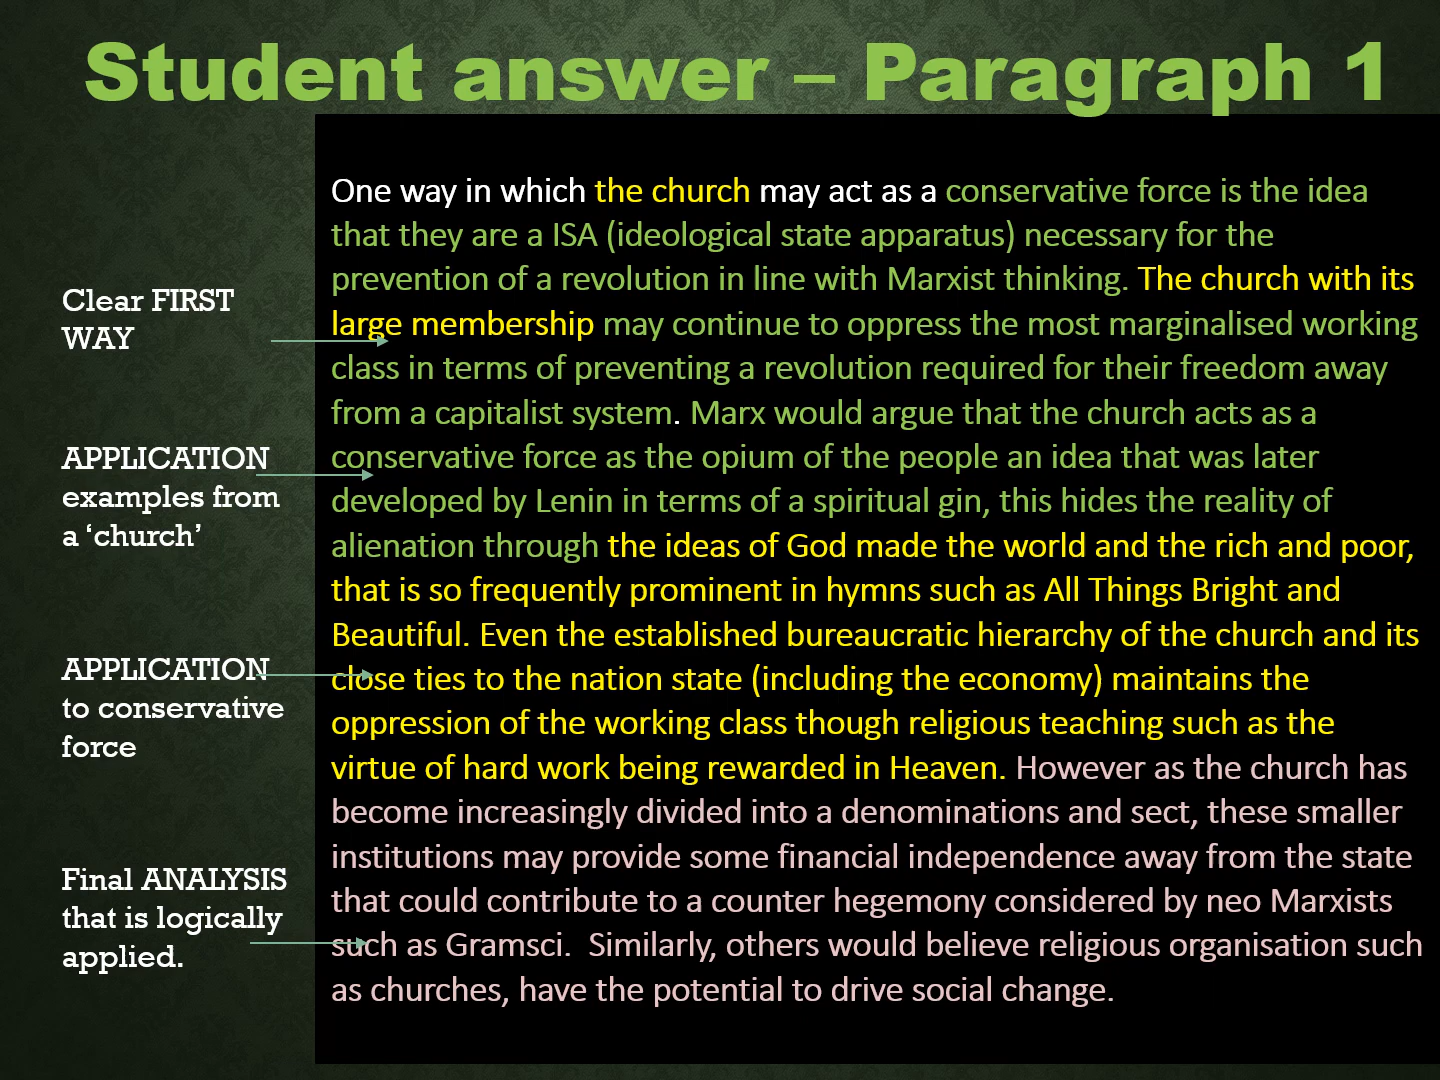 Student answer – Paragraph 1
Clear FIRST
WAY
APPLICATION
examples from
a ‘church’
APPLICATION
to conservative
force
Final ANALYSIS
that is logically
applied.
One way in which the church may act as a conservative force is the idea
that they are a ISA (ideological state apparatus) necessary for the
prevention of a revolution in line with Marxist thinking. The church with its
large membership may continue to oppress the most marginalised working
class in terms of preventing a revolution required for their freedom away
from a capitalist system. Marx would argue that the church acts as a
conservative force as the opium of the people an idea that was later
developed by Lenin in terms of a spiritual gin, this hides the reality of
alienation through the ideas of God made the world and the rich and poor,
that is so frequently prominent in hymns such as All Things Bright and
Beautiful. Even the established bureaucratic hierarchy of the church and its
close ties to the nation state (including the economy) maintains the
oppression of the working class though religious teaching such as the
virtue of hard work being rewarded in Heaven. However as the church has
become increasingly divided into a denominations and sect, these smaller
institutions may provide some financial independence away from the state
that could contribute to a counter hegemony considered by neo Marxists
such as Gramsci.  Similarly, others would believe religious organisation such
as churches, have the potential to drive social change.